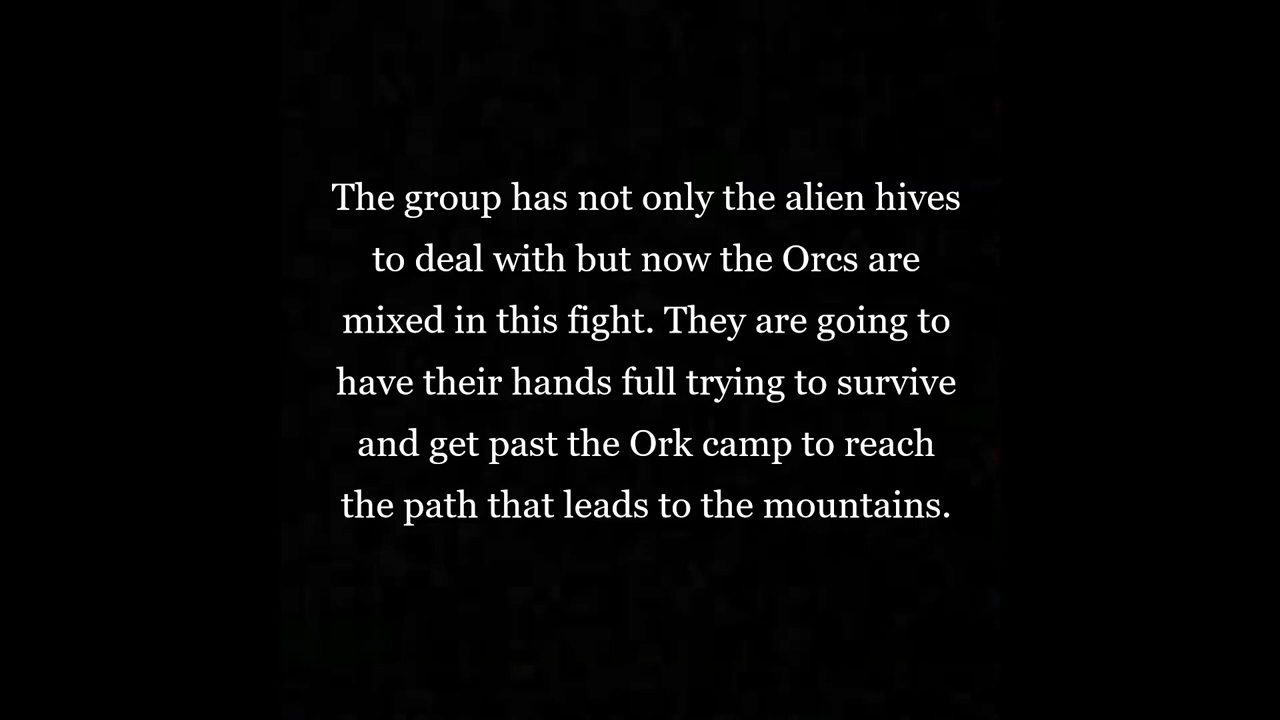 The group has not only the alien hives
to deal with but now the Orcs are
mixed in this fight. They are going to
have their hands full trying to survive
and get past the Ork camp to reach
the path that leads to the mountains.